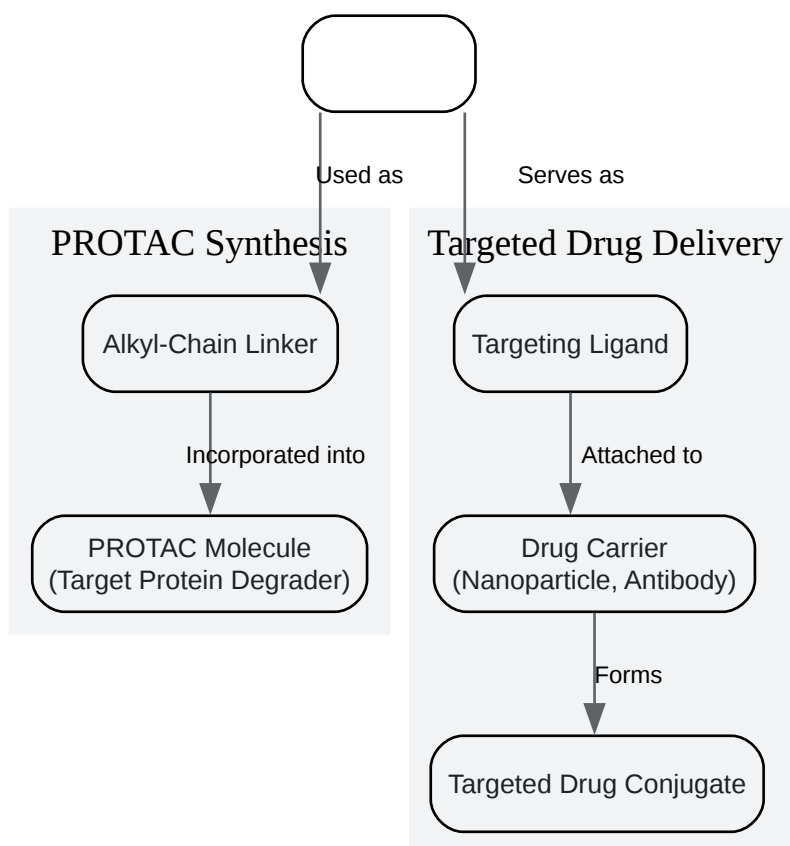 Used as
Serves as
PROTAC Synthesis
Targeted Drug Delivery
Alkyl-Chain Linker
Targeting Ligand
Incorporated into
Attached to
PROTAC Molecule
(Target Protein Degrader)
Drug Carrier
(Nanoparticle, Antibody)
Forms
Targeted Drug Conjugate